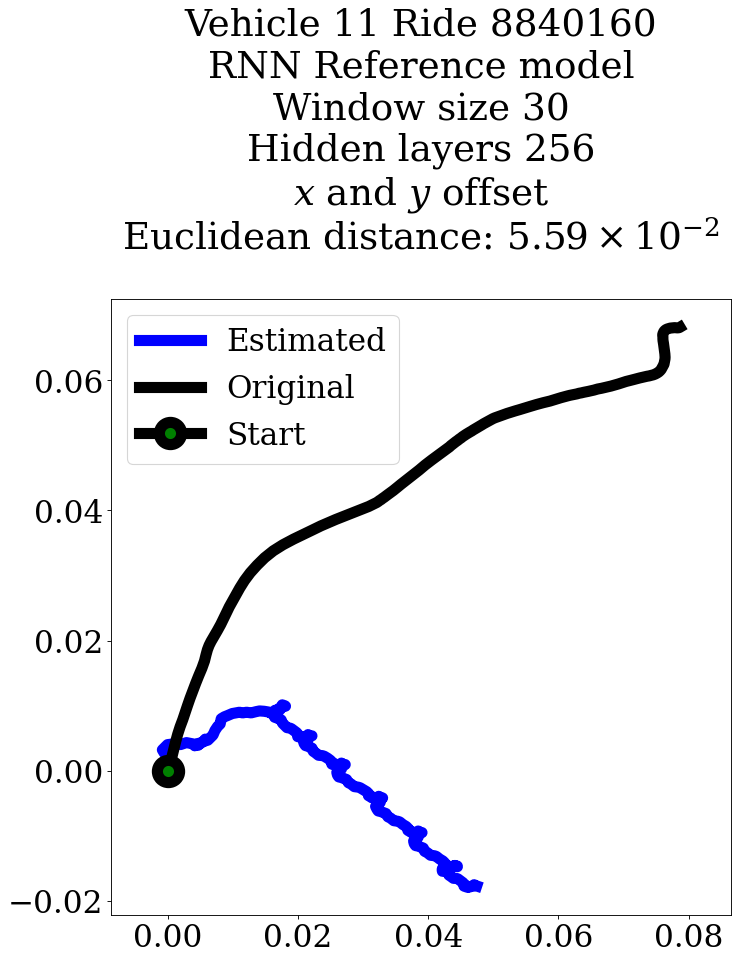 Vehicle 11 Ride 8840160
RNN Reference model
Window size 30
Hidden layers 256
x and y offset
Euclidean distance: 5.59 × 10⁻²
Estimated
Original
Start
0.06
0.04
0.02
0.00
−0.02
0.00 0.02 0.04 0.06 0.08